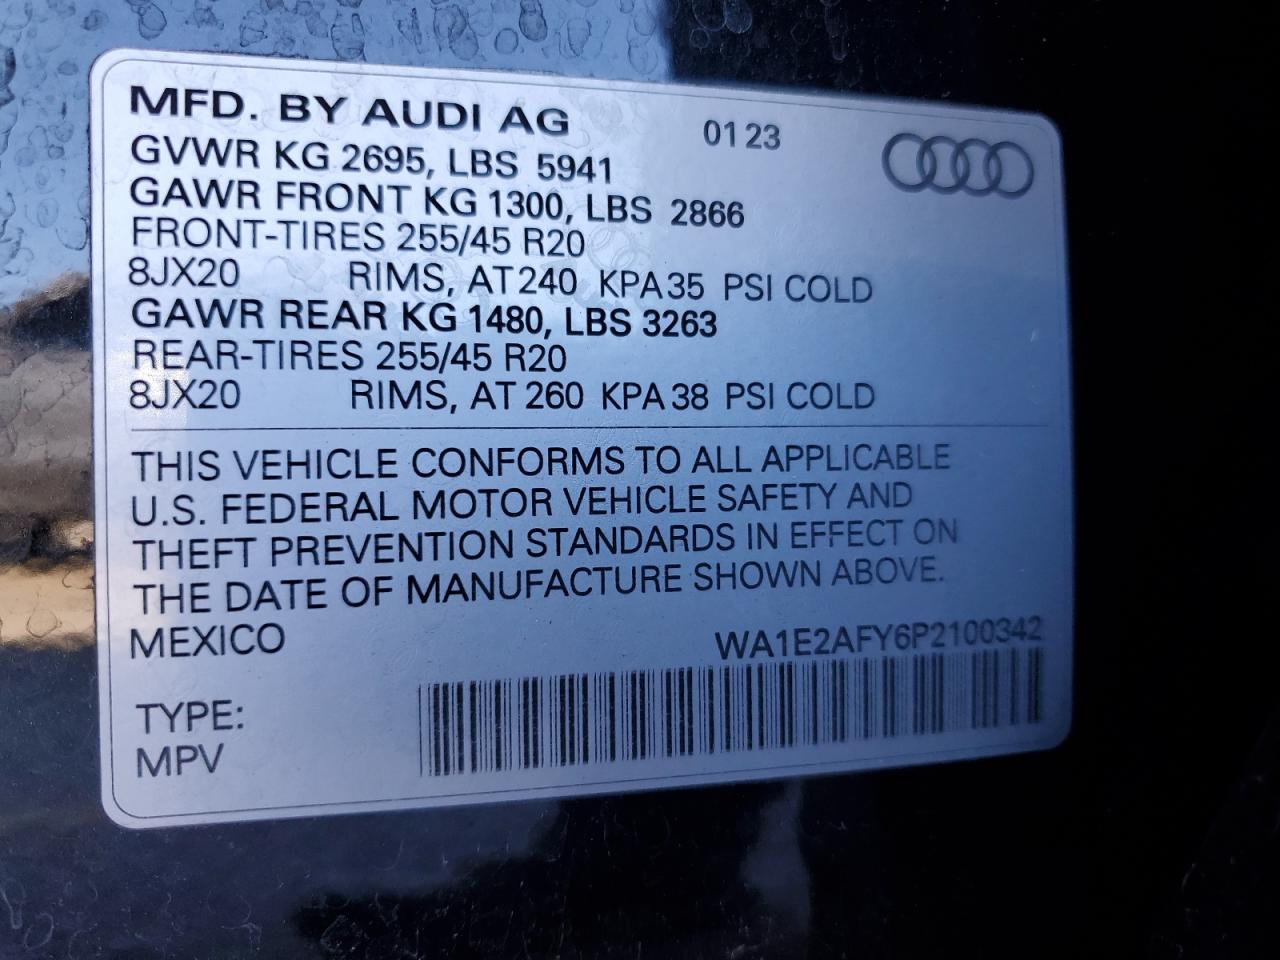 MFD. BY AUDI AG 01 23
GVWR KG 2695, LBS 5941
GAWR FRONT KG 1300, LBS 2866
FRONT-TIRES 255/45 R20
8JX20 RIMS, AT 240 KPA 35 PSI COLD
GAWR REAR KG 1480, LBS 3263
REAR-TIRES 255/45 R20
8JX20 RIMS, AT 260 KPA 38 PSI COLD
THIS VEHICLE CONFORMS TO ALL APPLICABLE
U.S. FEDERAL MOTOR VEHICLE SAFETY AND
THEFT PREVENTION STANDARDS IN EFFECT ON
THE DATE OF MANUFACTURE SHOWN ABOVE.
MEXICO WA1E2AFY6P2100342
TYPE:
MPV